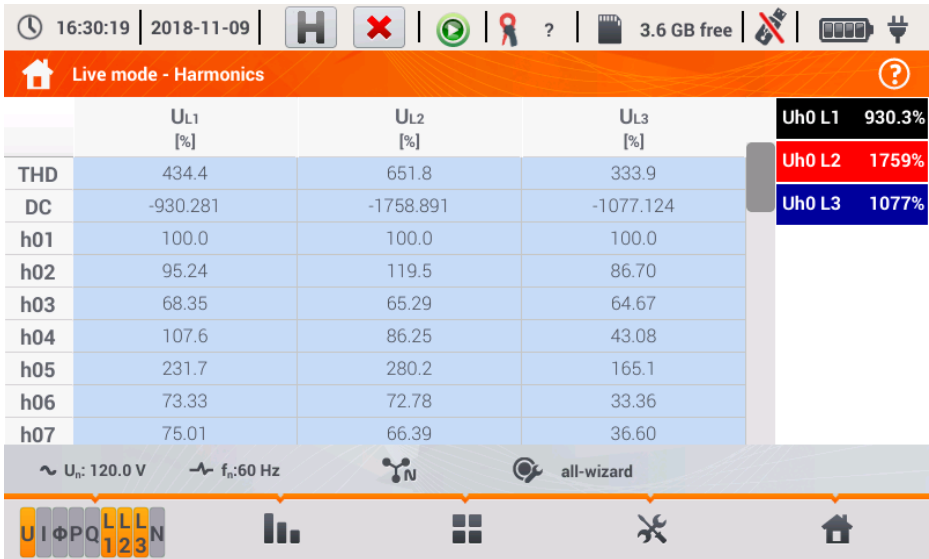 16:30:19 2018-11-09 H ? 3.6 GB free
Live mode - Harmonics ?
UL1 UL2 UL3
[%] [%] [%]
THD 434.4 651.8 333.9
DC -930.281 -1758.891 -1077.124
h01 100.0 100.0 100.0
h02 95.24 119.5 86.70
h03 68.35 65.29 64.67
h04 107.6 86.25 43.08
h05 231.7 280.2 165.1
h06 73.33 72.78 33.36
h07 75.01 66.39 36.60
Uh0 L1 930.3%
Uh0 L2 1759%
Uh0 L3 1077%
Un: 120.0 V fn:60 Hz N all-wizard
U I Φ P Q L1 L2 L3 N